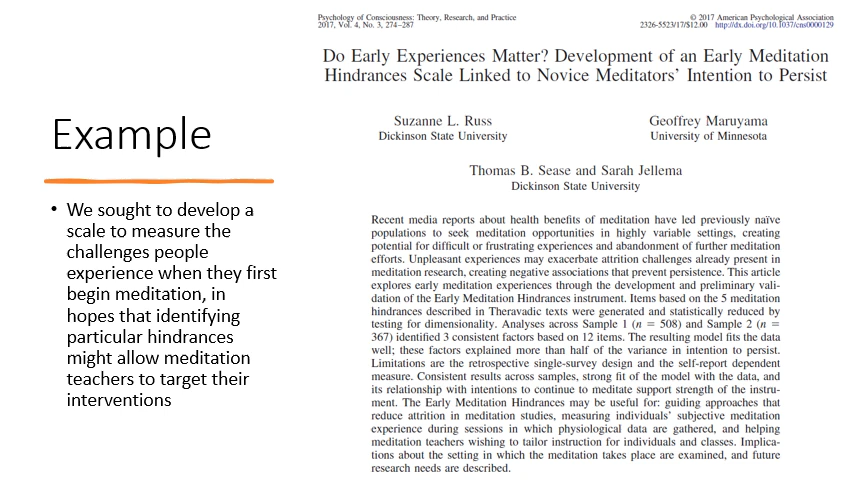 Example
• We sought to develop a
scale to measure the
challenges people
experience when they first
begin meditation, in
hopes that identifying
particular hindrances
might allow meditation
teachers to target their
interventions
Psychology of Consciousness: Theory, Research, and Practice
2017, Vol. 4, No. 3, 274–287
© 2017 American Psychological Association
2326-5523/17/$12.00 http://dx.doi.org/10.1037/cns0000129
Do Early Experiences Matter? Development of an Early Meditation
Hindrances Scale Linked to Novice Meditators’ Intention to Persist
Suzanne L. Russ
Dickinson State University
Geoffrey Maruyama
University of Minnesota
Thomas B. Sease and Sarah Jellema
Dickinson State University
Recent media reports about health benefits of meditation have led previously naïve
populations to seek meditation opportunities in highly variable settings, creating
potential for difficult or frustrating experiences and abandonment of further meditation
efforts. Unpleasant experiences may exacerbate attrition challenges already present in
meditation research, creating negative associations that prevent persistence. This article
explores early meditation experiences through the development and preliminary vali-
dation of the Early Meditation Hindrances instrument. Items based on the 5 meditation
hindrances described in Theravadic texts were generated and statistically reduced by
testing for dimensionality. Analyses across Sample 1 (n = 508) and Sample 2 (n =
367) identified 3 consistent factors based on 12 items. The resulting model fits the data
well; these factors explained more than half of the variance in intention to persist.
Limitations are the retrospective single-survey design and the self-report dependent
measure. Consistent results across samples, strong fit of the model with the data, and
its relationship with intentions to continue to meditate support strength of the instru-
ment. The Early Meditation Hindrances may be useful for: guiding approaches that
reduce attrition in meditation studies, measuring individuals’ subjective meditation
experience during sessions in which physiological data are gathered, and helping
meditation teachers wishing to tailor instruction for individuals and classes. Implica-
tions about the setting in which the meditation takes place are examined, and future
research needs are described.